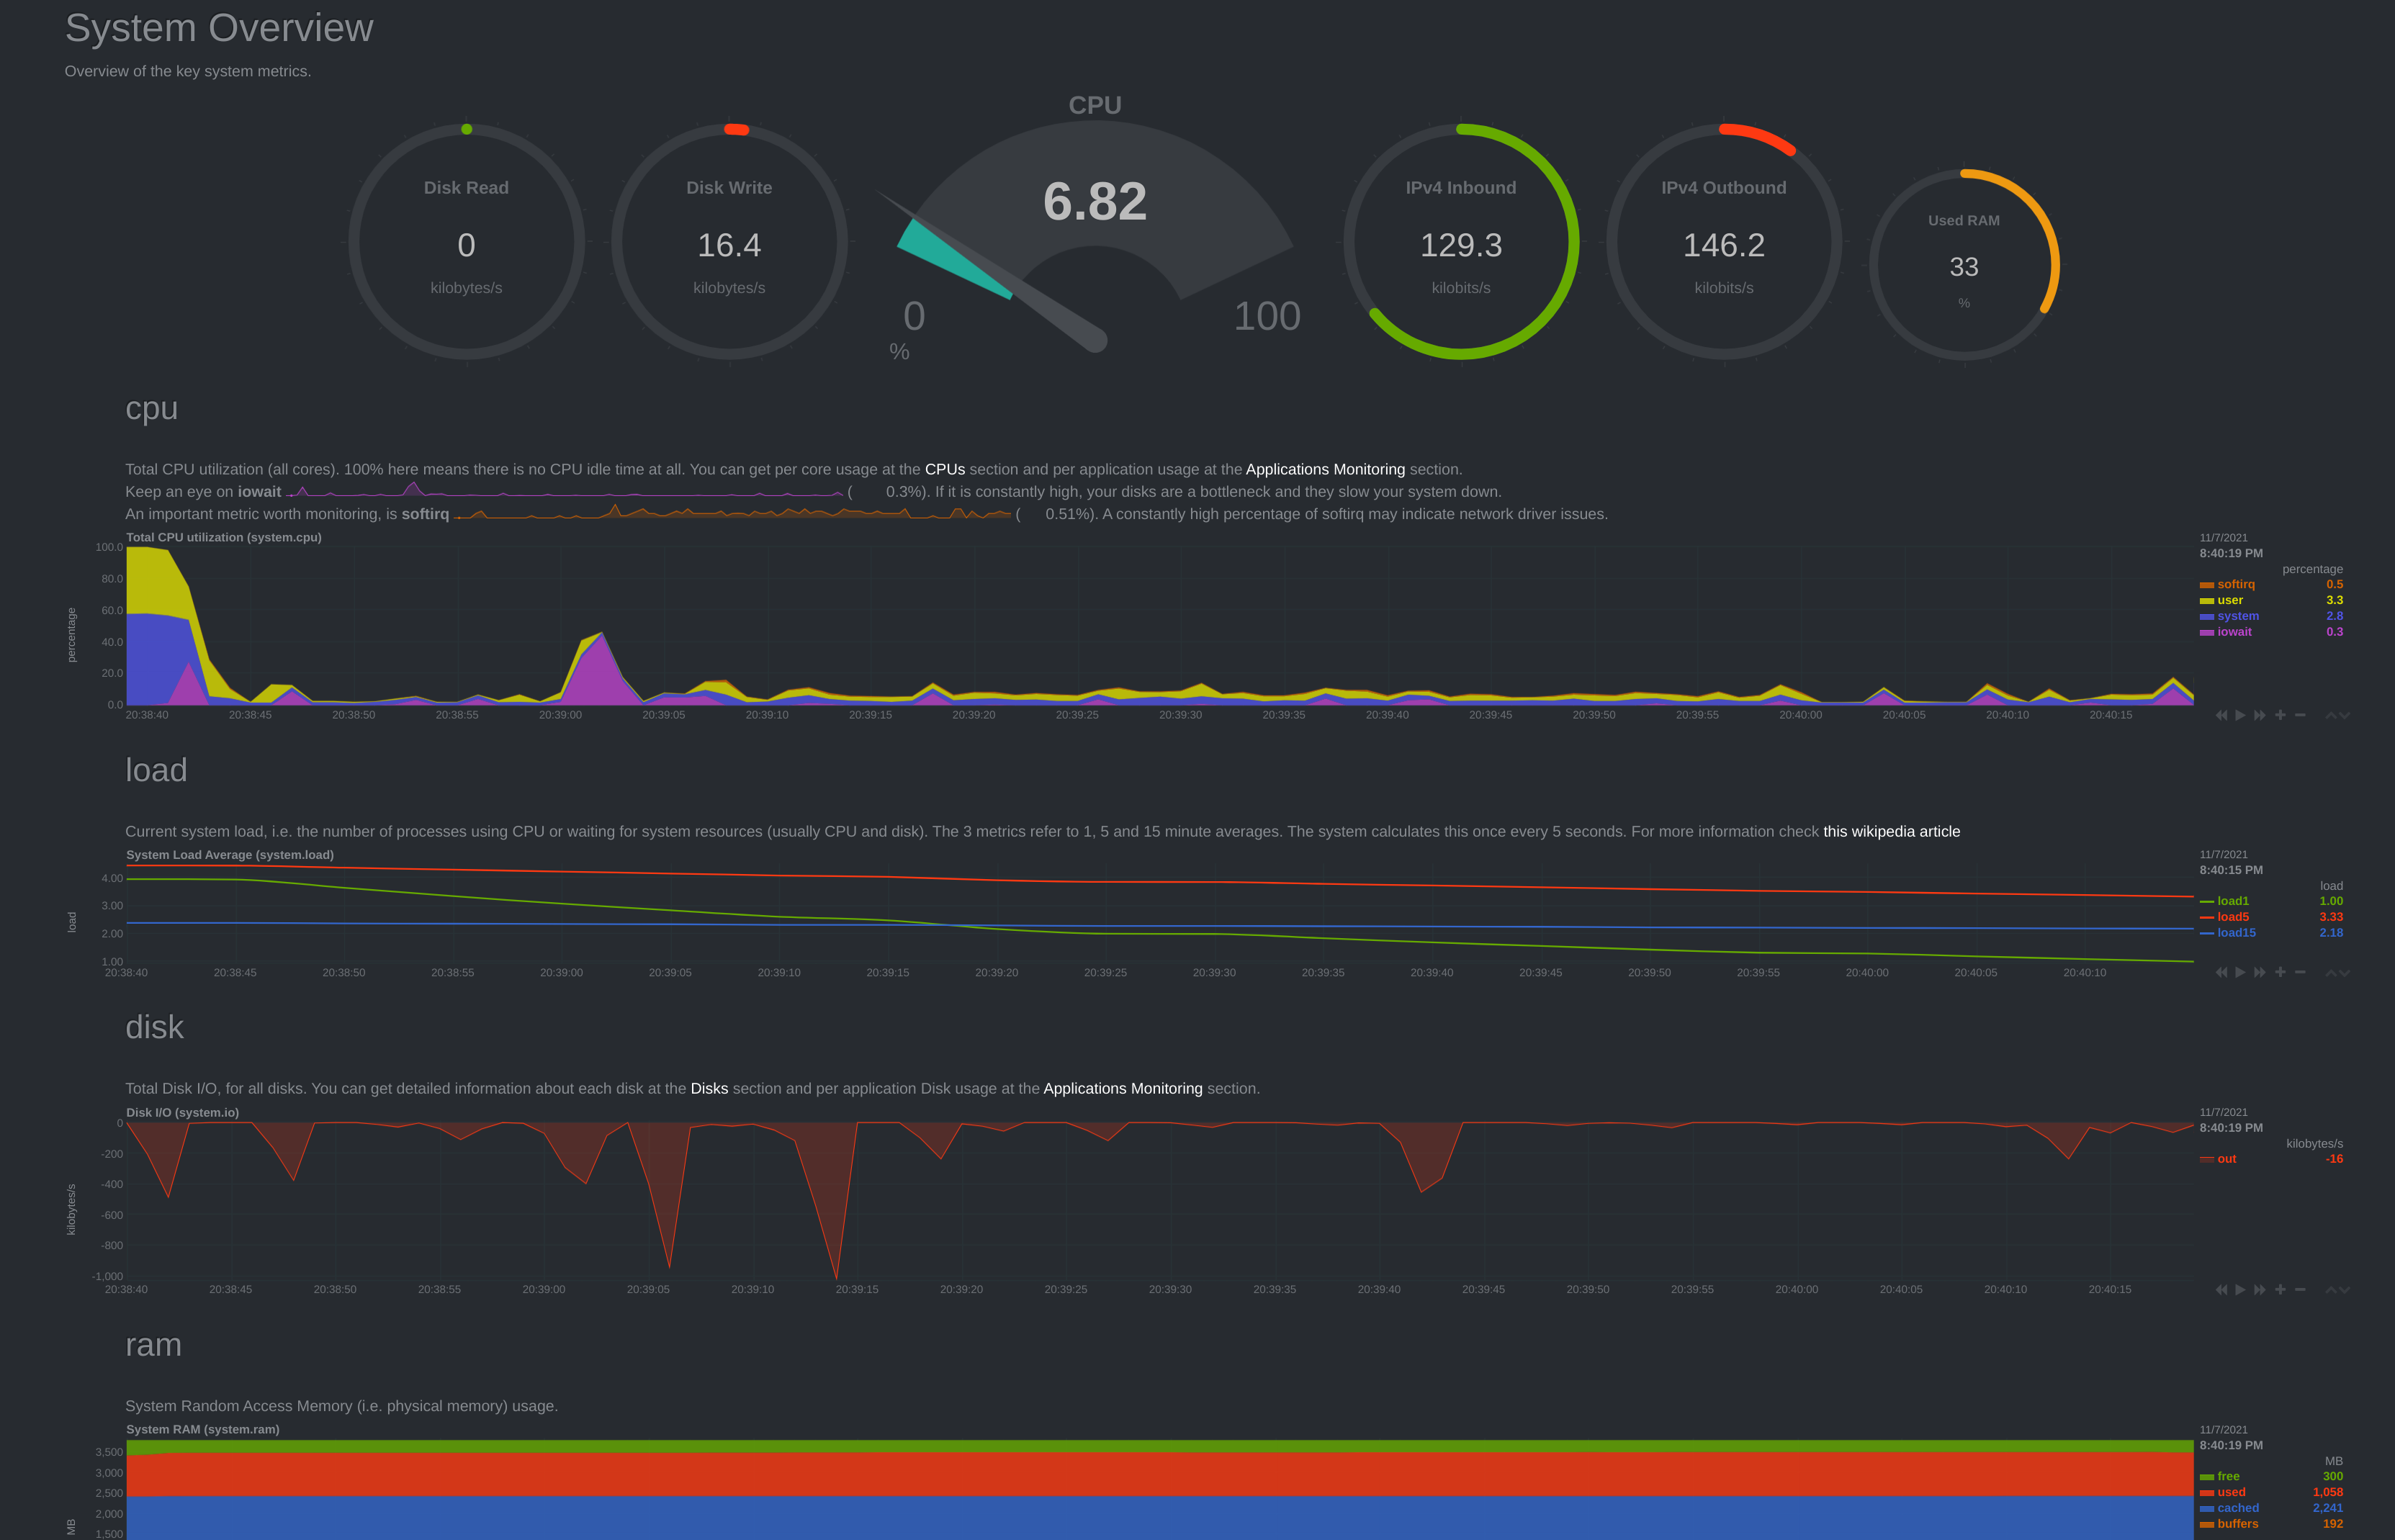 System Overview
Overview of the key system metrics.
CPU
Disk Read
0
kilobytes/s
Disk Write
16.4
kilobytes/s
6.82
0
100
%
IPv4 Inbound
129.3
kilobits/s
IPv4 Outbound
146.2
kilobits/s
Used RAM
33
%
cpu
Total CPU utilization (all cores). 100% here means there is no CPU idle time at all. You can get per core usage at the CPUs section and per application usage at the Applications Monitoring section.
Keep an eye on iowait ( 0.3%). If it is constantly high, your disks are a bottleneck and they slow your system down.
An important metric worth monitoring, is softirq ( 0.51%). A constantly high percentage of softirq may indicate network driver issues.
Total CPU utilization (system.cpu)
percentage
100.0
80.0
60.0
40.0
20.0
0.0
20:38:40 20:38:45 20:38:50 20:38:55 20:39:00 20:39:05 20:39:10 20:39:15 20:39:20 20:39:25 20:39:30 20:39:35 20:39:40 20:39:45 20:39:50 20:39:55 20:40:00 20:40:05 20:40:10 20:40:15
11/7/2021
8:40:19 PM
percentage
softirq 0.5
user 3.3
system 2.8
iowait 0.3
load
Current system load, i.e. the number of processes using CPU or waiting for system resources (usually CPU and disk). The 3 metrics refer to 1, 5 and 15 minute averages. The system calculates this once every 5 seconds. For more information check this wikipedia article
System Load Average (system.load)
load
4.00
3.00
2.00
1.00
20:38:40 20:38:45 20:38:50 20:38:55 20:39:00 20:39:05 20:39:10 20:39:15 20:39:20 20:39:25 20:39:30 20:39:35 20:39:40 20:39:45 20:39:50 20:39:55 20:40:00 20:40:05 20:40:10
11/7/2021
8:40:15 PM
load
load1 1.00
load5 3.33
load15 2.18
disk
Total Disk I/O, for all disks. You can get detailed information about each disk at the Disks section and per application Disk usage at the Applications Monitoring section.
Disk I/O (system.io)
kilobytes/s
0
-200
-400
-600
-800
-1,000
20:38:40 20:38:45 20:38:50 20:38:55 20:39:00 20:39:05 20:39:10 20:39:15 20:39:20 20:39:25 20:39:30 20:39:35 20:39:40 20:39:45 20:39:50 20:39:55 20:40:00 20:40:05 20:40:10 20:40:15
11/7/2021
8:40:19 PM
kilobytes/s
out -16
ram
System Random Access Memory (i.e. physical memory) usage.
System RAM (system.ram)
MB
3,500
3,000
2,500
2,000
1,500
11/7/2021
8:40:19 PM
MB
free 300
used 1,058
cached 2,241
buffers 192